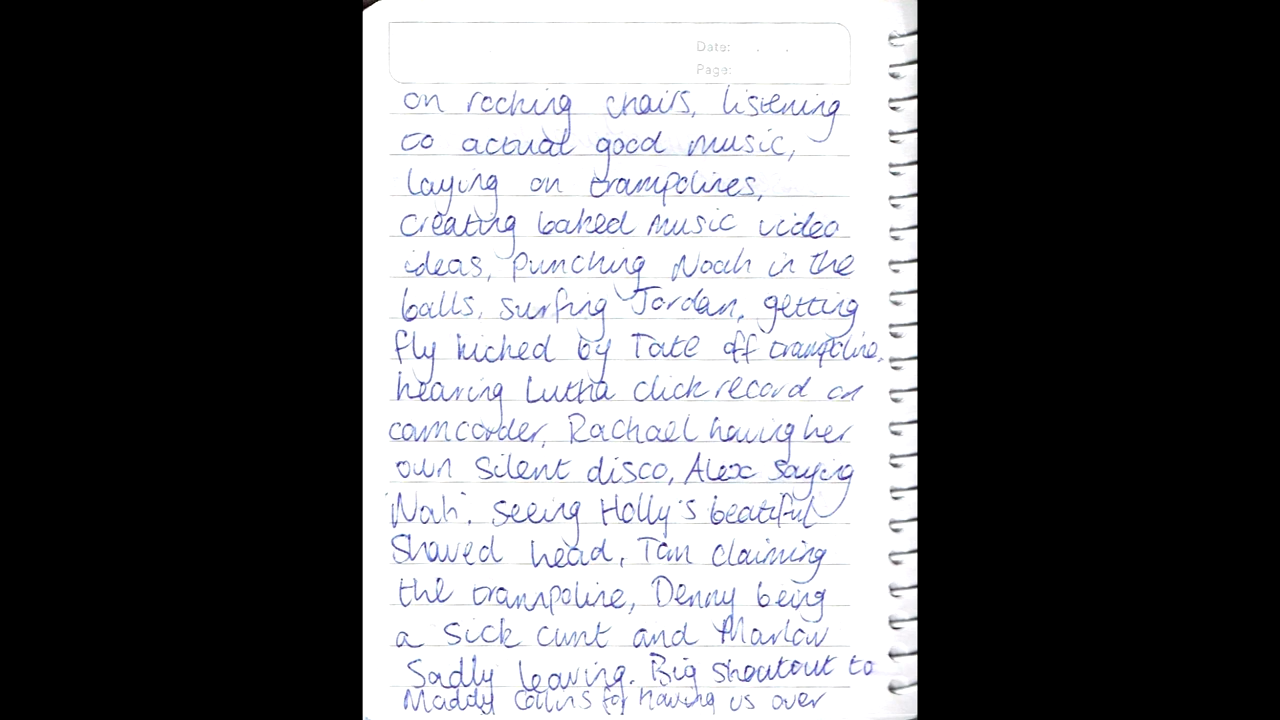 Date: . .
Page:
on rocking chairs, listening
to actual good music,
laying on trampolines,
creating baked music video
ideas, punching Noah in the
balls, surfing Jordan, getting
fly kicked by Tate off trampoline,
hearing Lutha click record on
camcorder, Rachael having her
own silent disco, Alex saying
'Nah', seeing Holly's beatiful
shaved head, Tam claiming
the trampoline, Denny being
a sick cunt and Marlow
sadly leaving. Big shoutout to
Maddy Collins for having us over